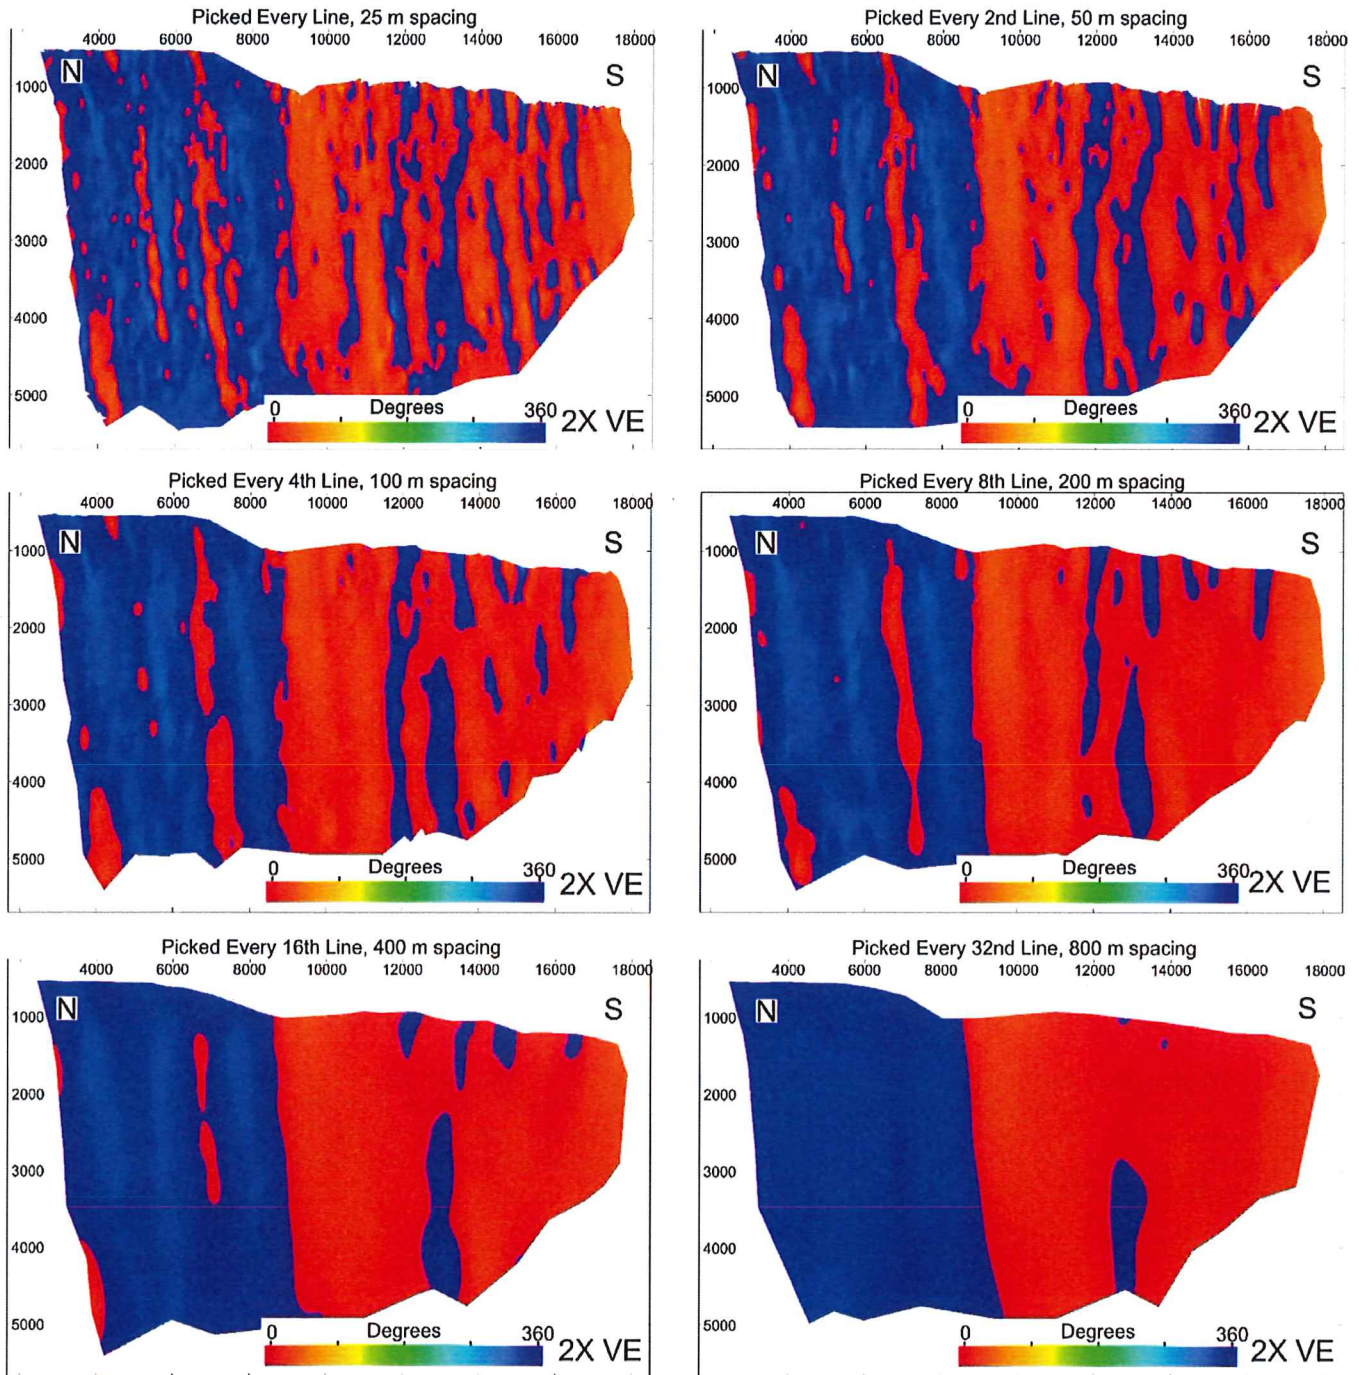 Picked Every Line, 25 m spacing
4000 6000 8000 10000 12000 14000 16000 18000
N S
1000
2000
3000
4000
5000
0 Degrees 360 2X VE
Picked Every 2nd Line, 50 m spacing
4000 6000 8000 10000 12000 14000 16000 18000
N S
1000
2000
3000
4000
5000
0 Degrees 360 2X VE
Picked Every 4th Line, 100 m spacing
4000 6000 8000 10000 12000 14000 16000 18000
N S
1000
2000
3000
4000
5000
0 Degrees 360 2X VE
Picked Every 8th Line, 200 m spacing
4000 6000 8000 10000 12000 14000 16000 18000
N S
1000
2000
3000
4000
5000
0 Degrees 360 2X VE
Picked Every 16th Line, 400 m spacing
4000 6000 8000 10000 12000 14000 16000 18000
N S
1000
2000
3000
4000
5000
0 Degrees 360 2X VE
Picked Every 32nd Line, 800 m spacing
4000 6000 8000 10000 12000 14000 16000 18000
N S
1000
2000
3000
4000
5000
0 Degrees 360 2X VE